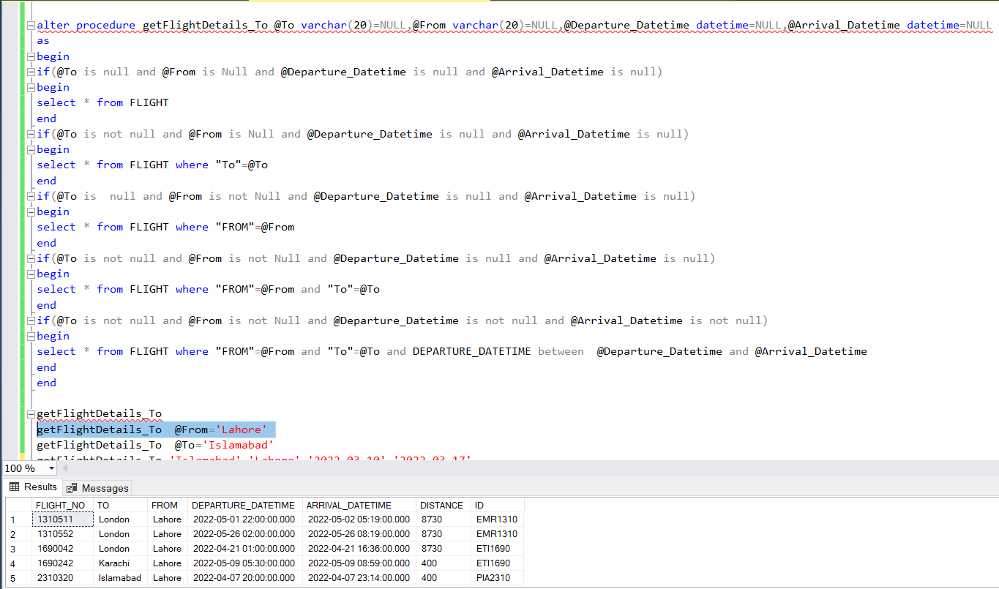 alter procedure getFlightDetails_To @To varchar(20)=NULL,@From varchar(20)=NULL,@Departure_Datetime datetime=NULL,@Arrival_Datetime datetime=NULL
as
begin
if(@To is null and @From is Null and @Departure_Datetime is null and @Arrival_Datetime is null)
begin
select * from FLIGHT
end
if(@To is not null and @From is Null and @Departure_Datetime is null and @Arrival_Datetime is null)
begin
select * from FLIGHT where "To"=@To
end
if(@To is  null and @From is not Null and @Departure_Datetime is null and @Arrival_Datetime is null)
begin
select * from FLIGHT where "FROM"=@From
end
if(@To is not null and @From is not Null and @Departure_Datetime is null and @Arrival_Datetime is null)
begin
select * from FLIGHT where "FROM"=@From and "To"=@To
end
if(@To is not null and @From is not Null and @Departure_Datetime is not null and @Arrival_Datetime is not null)
begin
select * from FLIGHT where "FROM"=@From and "To"=@To and DEPARTURE_DATETIME between  @Departure_Datetime and @Arrival_Datetime
end
end
getFlightDetails_To
getFlightDetails_To  @From='Lahore'
getFlightDetails_To  @To='Islamabad'
getFlightDetails_To 'Islamabad','Lahore','2022-03-10','2022-03-17'
100 %
Results Messages
FLIGHT_NO TO FROM DEPARTURE_DATETIME ARRIVAL_DATETIME DISTANCE ID
1 1310511 London Lahore 2022-05-01 22:00:00.000 2022-05-02 05:19:00.000 8730 EMR1310
2 1310552 London Lahore 2022-05-26 02:00:00.000 2022-05-26 08:19:00.000 8730 EMR1310
3 1690042 London Lahore 2022-04-21 01:00:00.000 2022-04-21 16:36:00.000 8730 ETI1690
4 1690242 Karachi Lahore 2022-05-09 05:30:00.000 2022-05-09 08:59:00.000 400 ETI1690
5 2310320 Islamabad Lahore 2022-04-07 20:00:00.000 2022-04-07 23:14:00.000 400 PIA2310